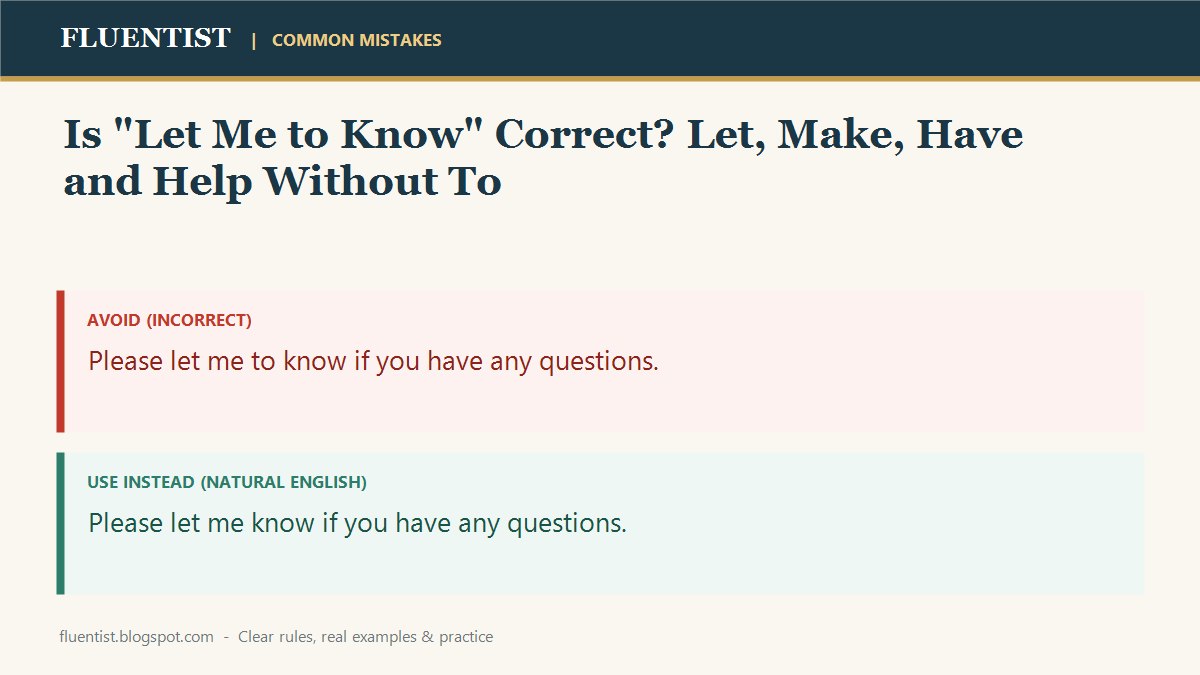 FLUENTIST | COMMON MISTAKES
Is "Let Me to Know" Correct? Let, Make, Have
and Help Without To
AVOID (INCORRECT)
Please let me to know if you have any questions.
USE INSTEAD (NATURAL ENGLISH)
Please let me know if you have any questions.
fluentist.blogspot.com - Clear rules, real examples & practice